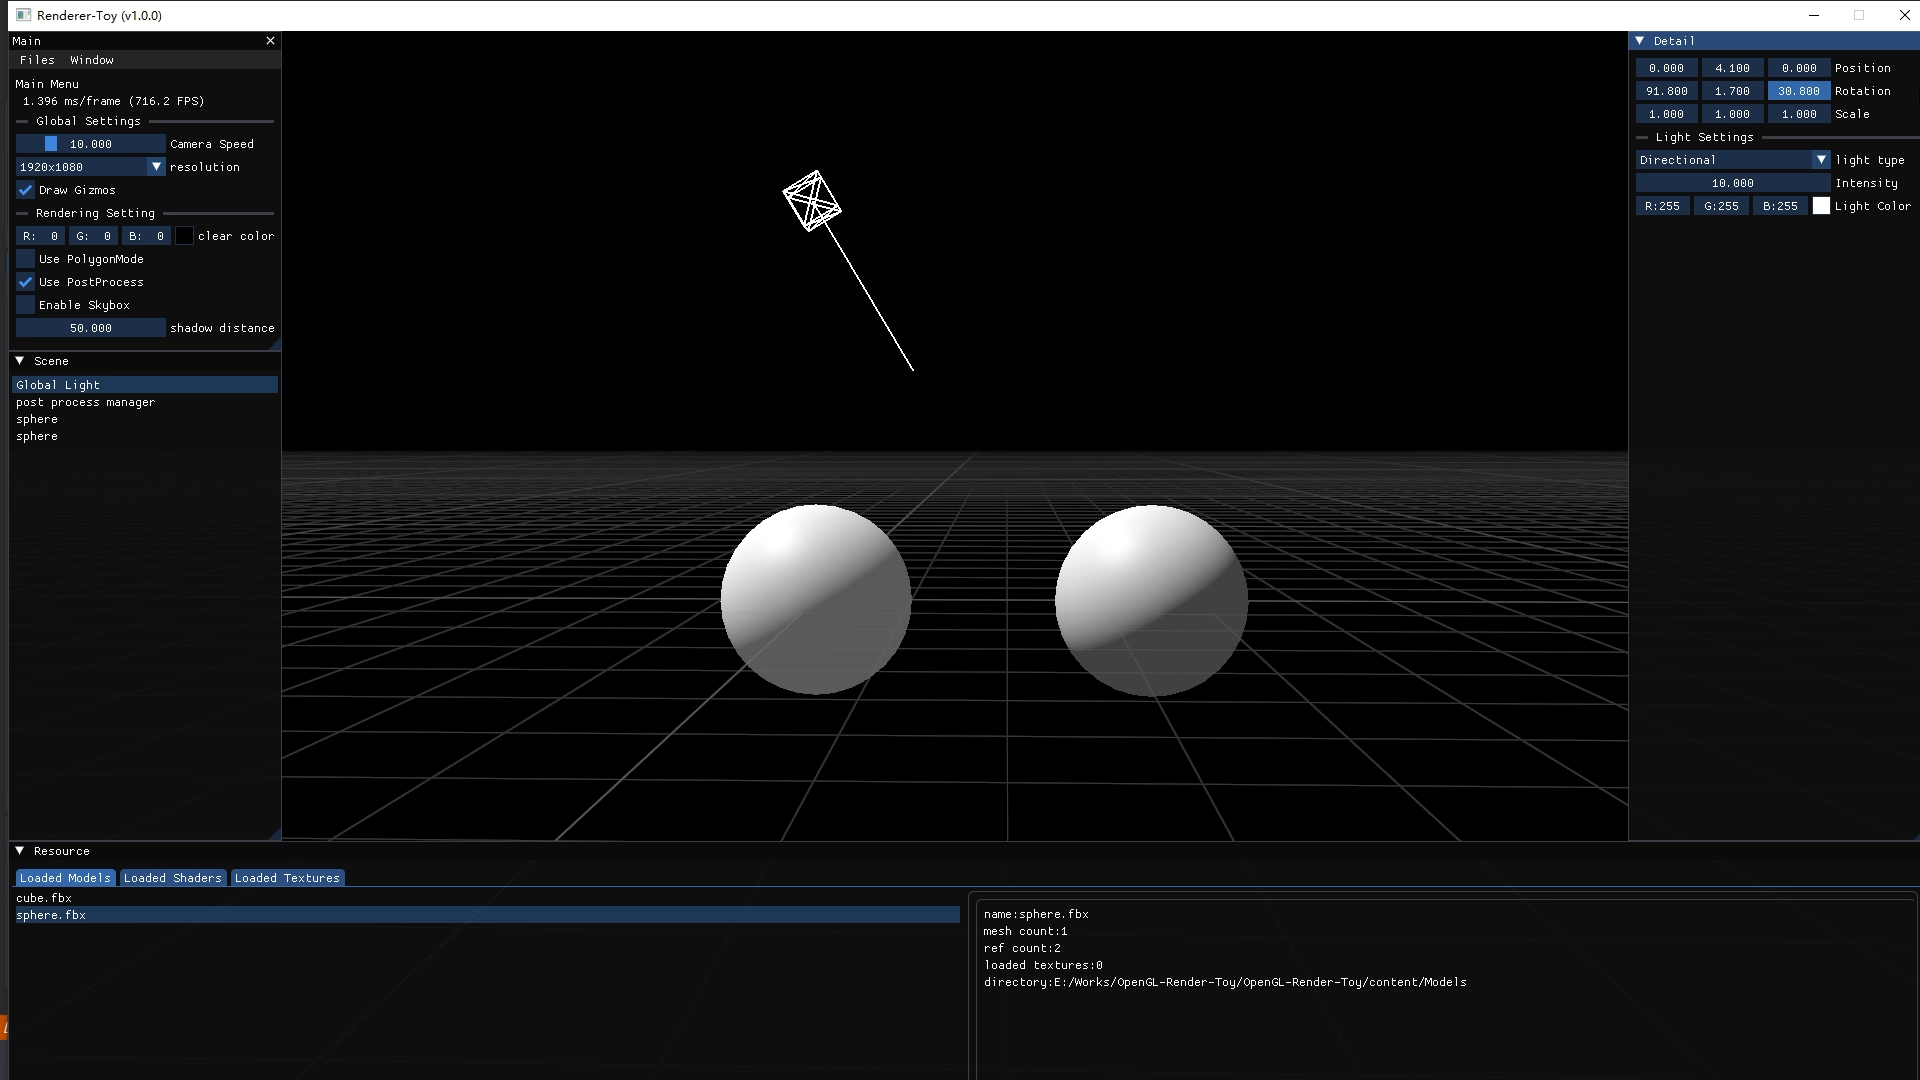 Renderer-Toy (v1.0.0)
Main
Files Window
Main Menu
1.396 ms/frame (716.2 FPS)
Global Settings
10.000 Camera Speed
1920x1080 resolution
Draw Gizmos
Rendering Setting
R: 0 G: 0 B: 0 clear color
Use PolygonMode
Use PostProcess
Enable Skybox
50.000 shadow distance
Scene
Global Light
post process manager
sphere
sphere
Detail
0.000 4.100 0.000 Position
91.800 1.700 30.800 Rotation
1.000 1.000 1.000 Scale
Light Settings
Directional light type
10.000 Intensity
R:255 G:255 B:255 Light Color
Resource
Loaded Models Loaded Shaders Loaded Textures
cube.fbx
sphere.fbx
name:sphere.fbx
mesh count:1
ref count:2
loaded textures:0
directory:E:/Works/OpenGL-Render-Toy/OpenGL-Render-Toy/content/Models